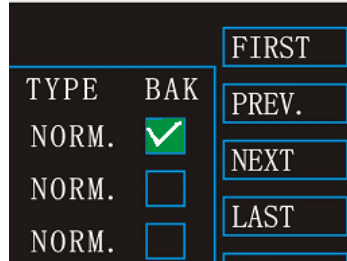 FIRST
TYPE BAK
PREV.
NORM.
NEXT
NORM.
LAST
NORM.